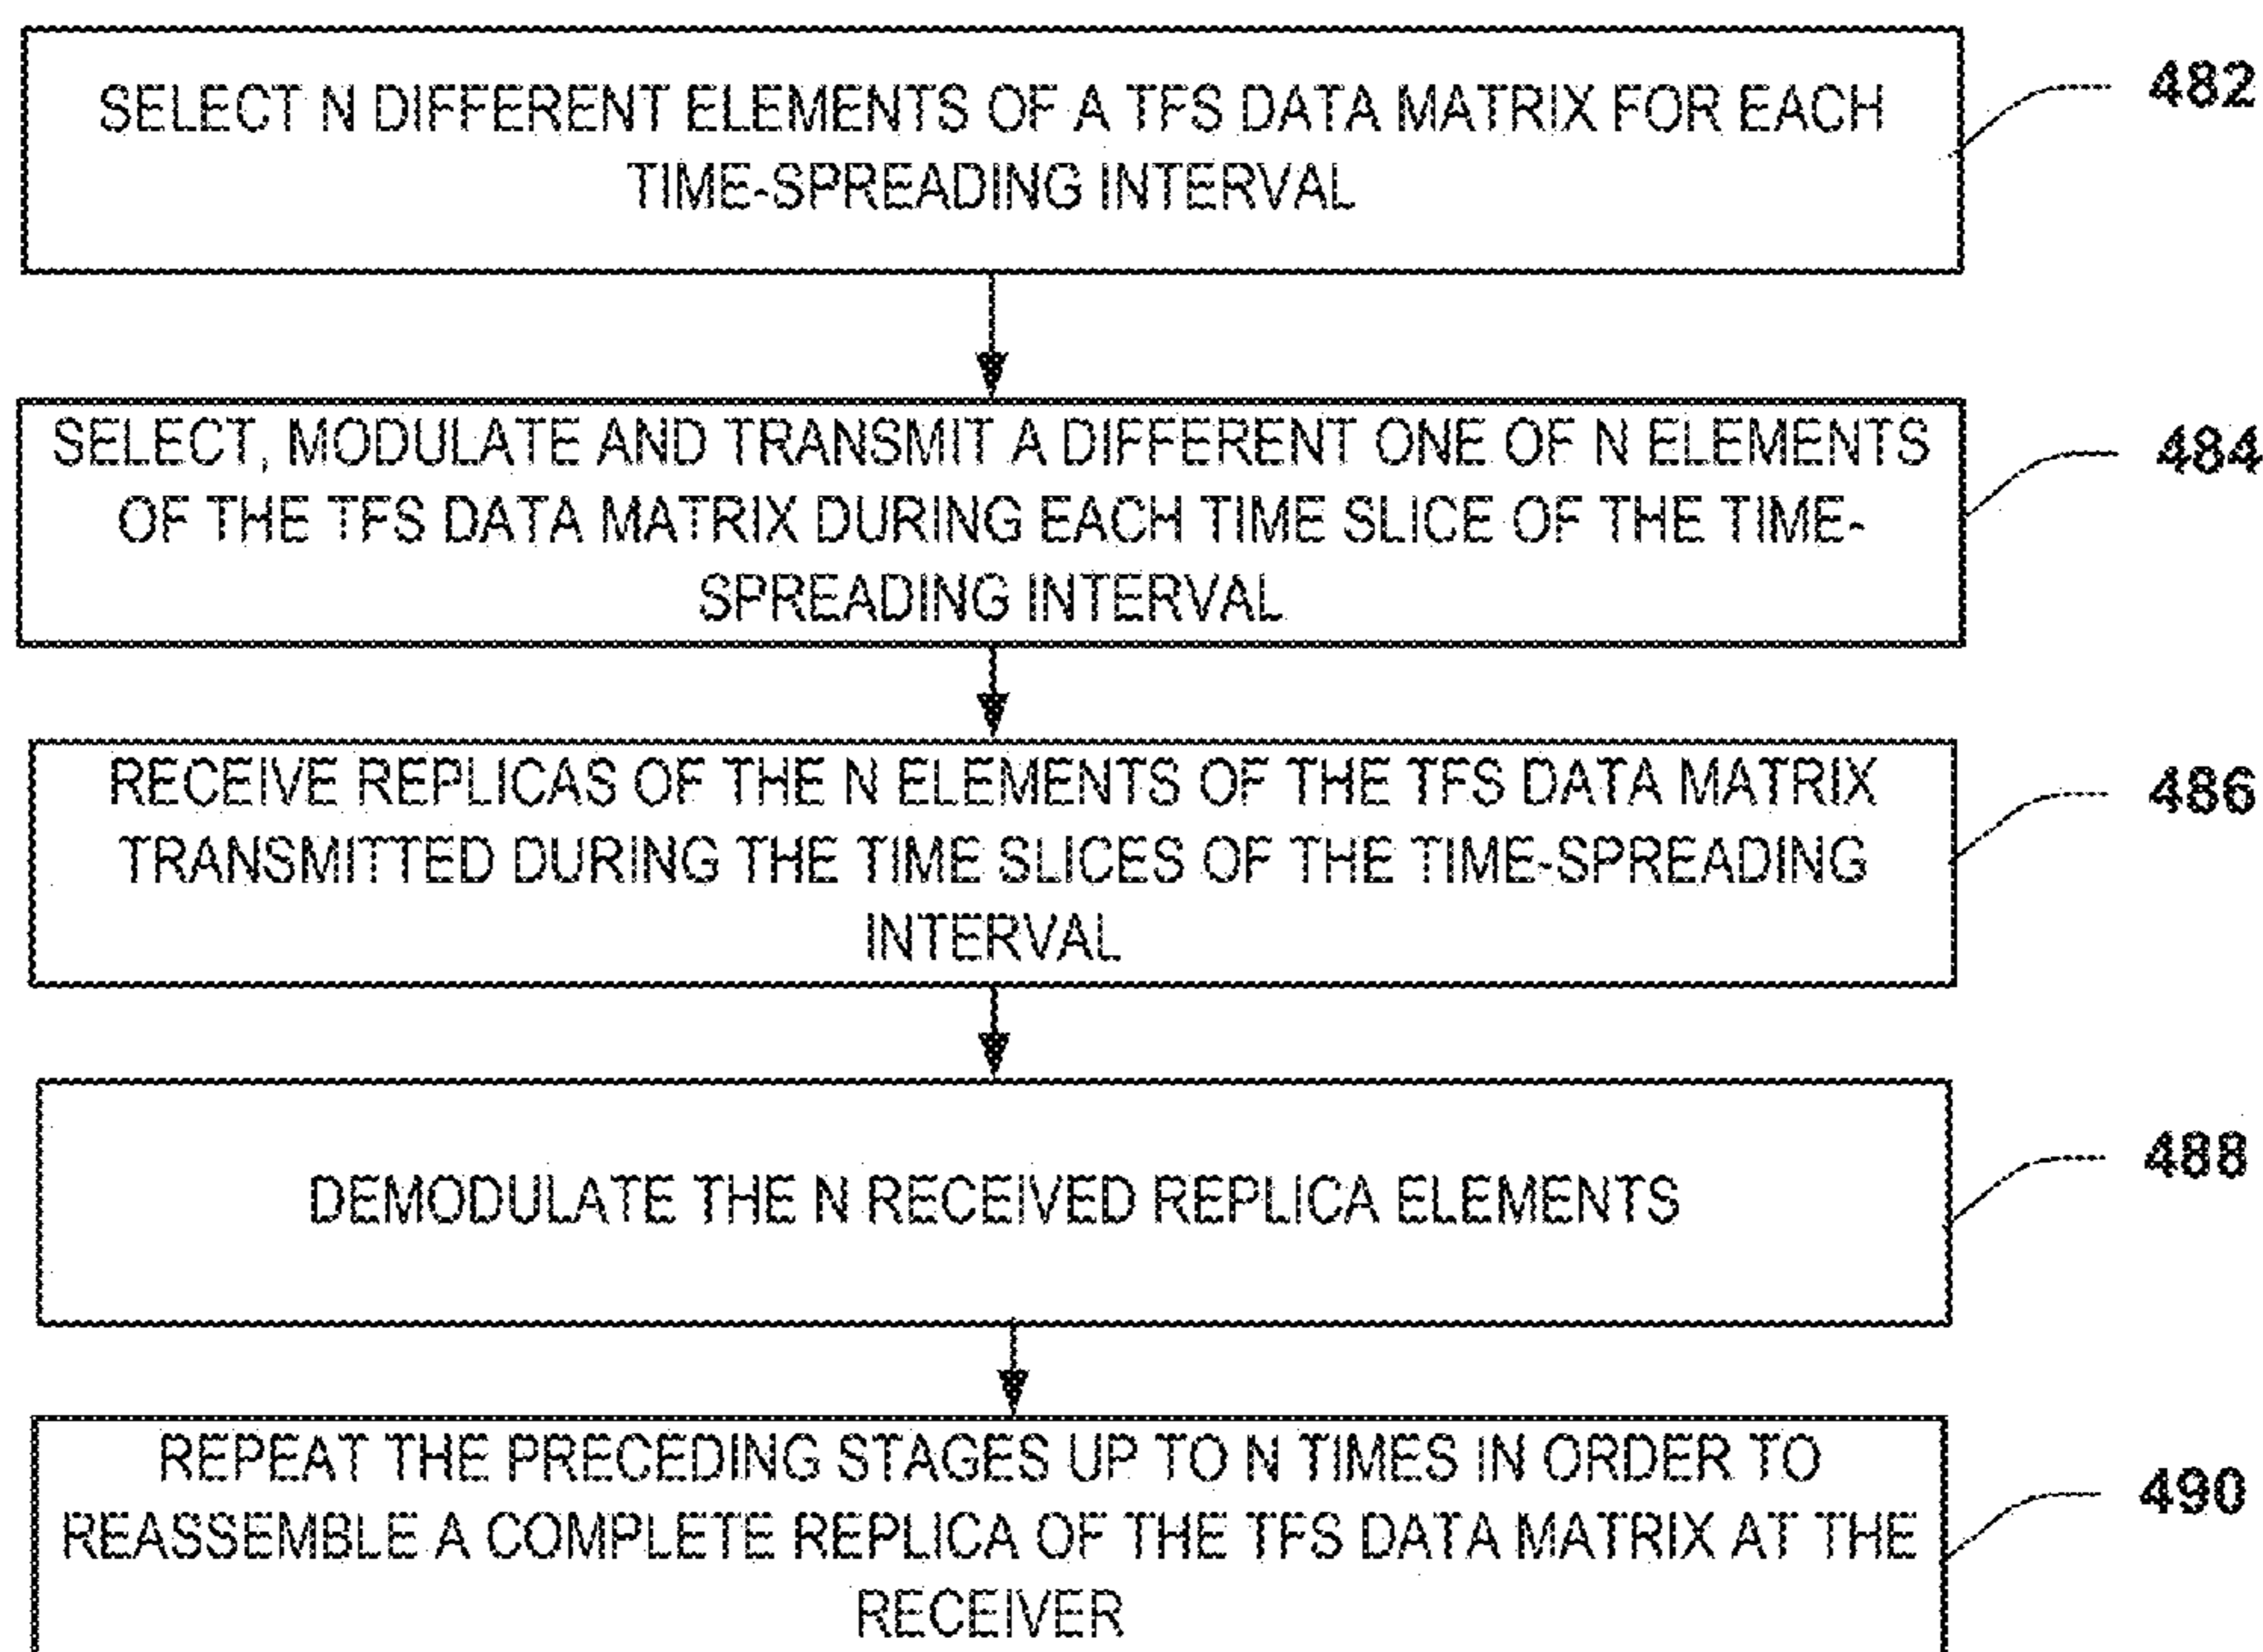 SELECT N DIFFERENT ELEMENTS OF A TFS DATA MATRIX FOR EACH
TIME-SPREADING INTERVAL
482
SELECT, MODULATE AND TRANSMIT A DIFFERENT ONE OF N ELEMENTS
OF THE TFS DATA MATRIX DURING EACH TIME SLICE OF THE TIME-
SPREADING INTERVAL
484
RECEIVE REPLICAS OF THE N ELEMENTS OF THE TFS DATA MATRIX
TRANSMITTED DURING THE TIME SLICES OF THE TIME-SPREADING
INTERVAL
486
DEMODULATE THE N RECEIVED REPLICA ELEMENTS
488
REPEAT THE PRECEDING STAGES UP TO N TIMES IN ORDER TO
REASSEMBLE A COMPLETE REPLICA OF THE TFS DATA MATRIX AT THE
RECEIVER
490